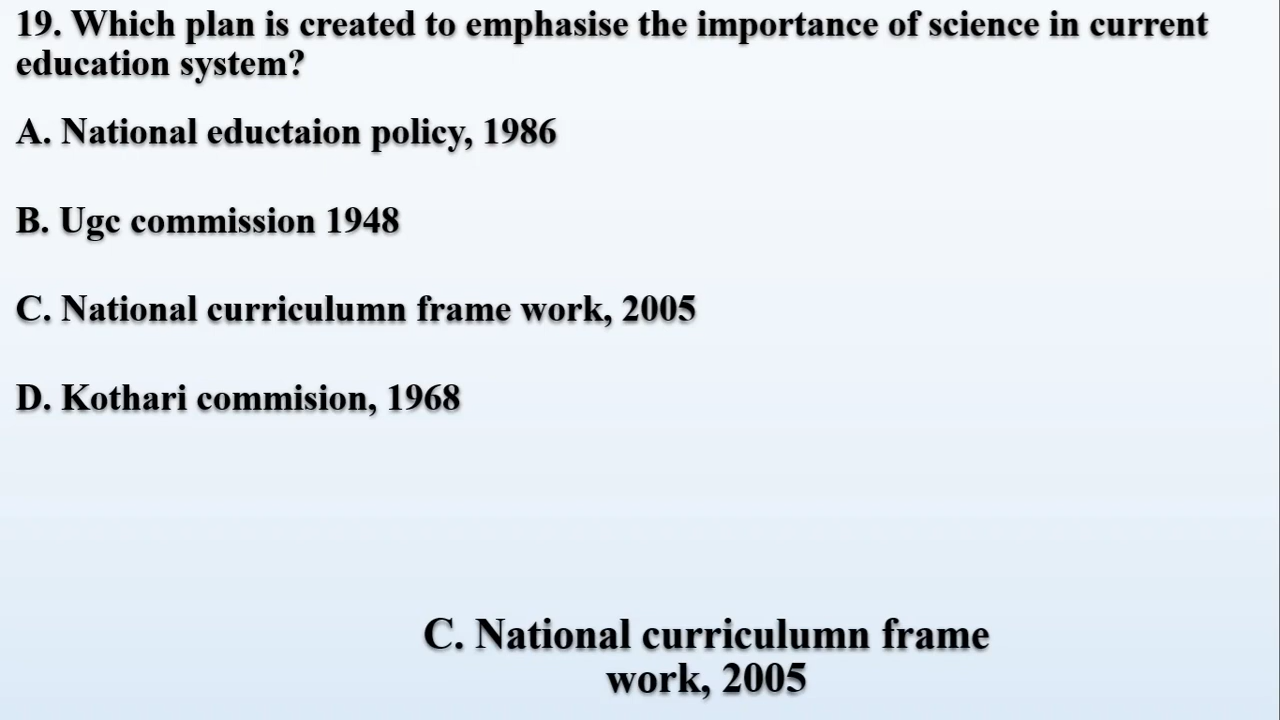 19. Which plan is created to emphasise the importance of science in current
education system?
A. National eductaion policy, 1986
B. Ugc commission 1948
C. National curriculumn frame work, 2005
D. Kothari commision, 1968
C. National curriculumn frame
work, 2005